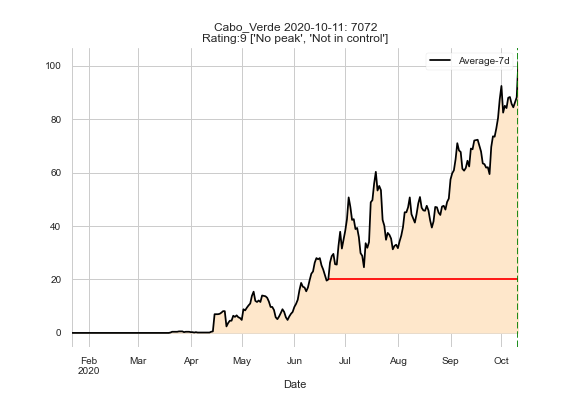 Cabo_Verde 2020-10-11: 7072
Rating:9 ['No peak', 'Not in control']
Average-7d
100
80
60
40
20
0
Feb Mar Apr May Jun Jul Aug Sep Oct
2020
Date